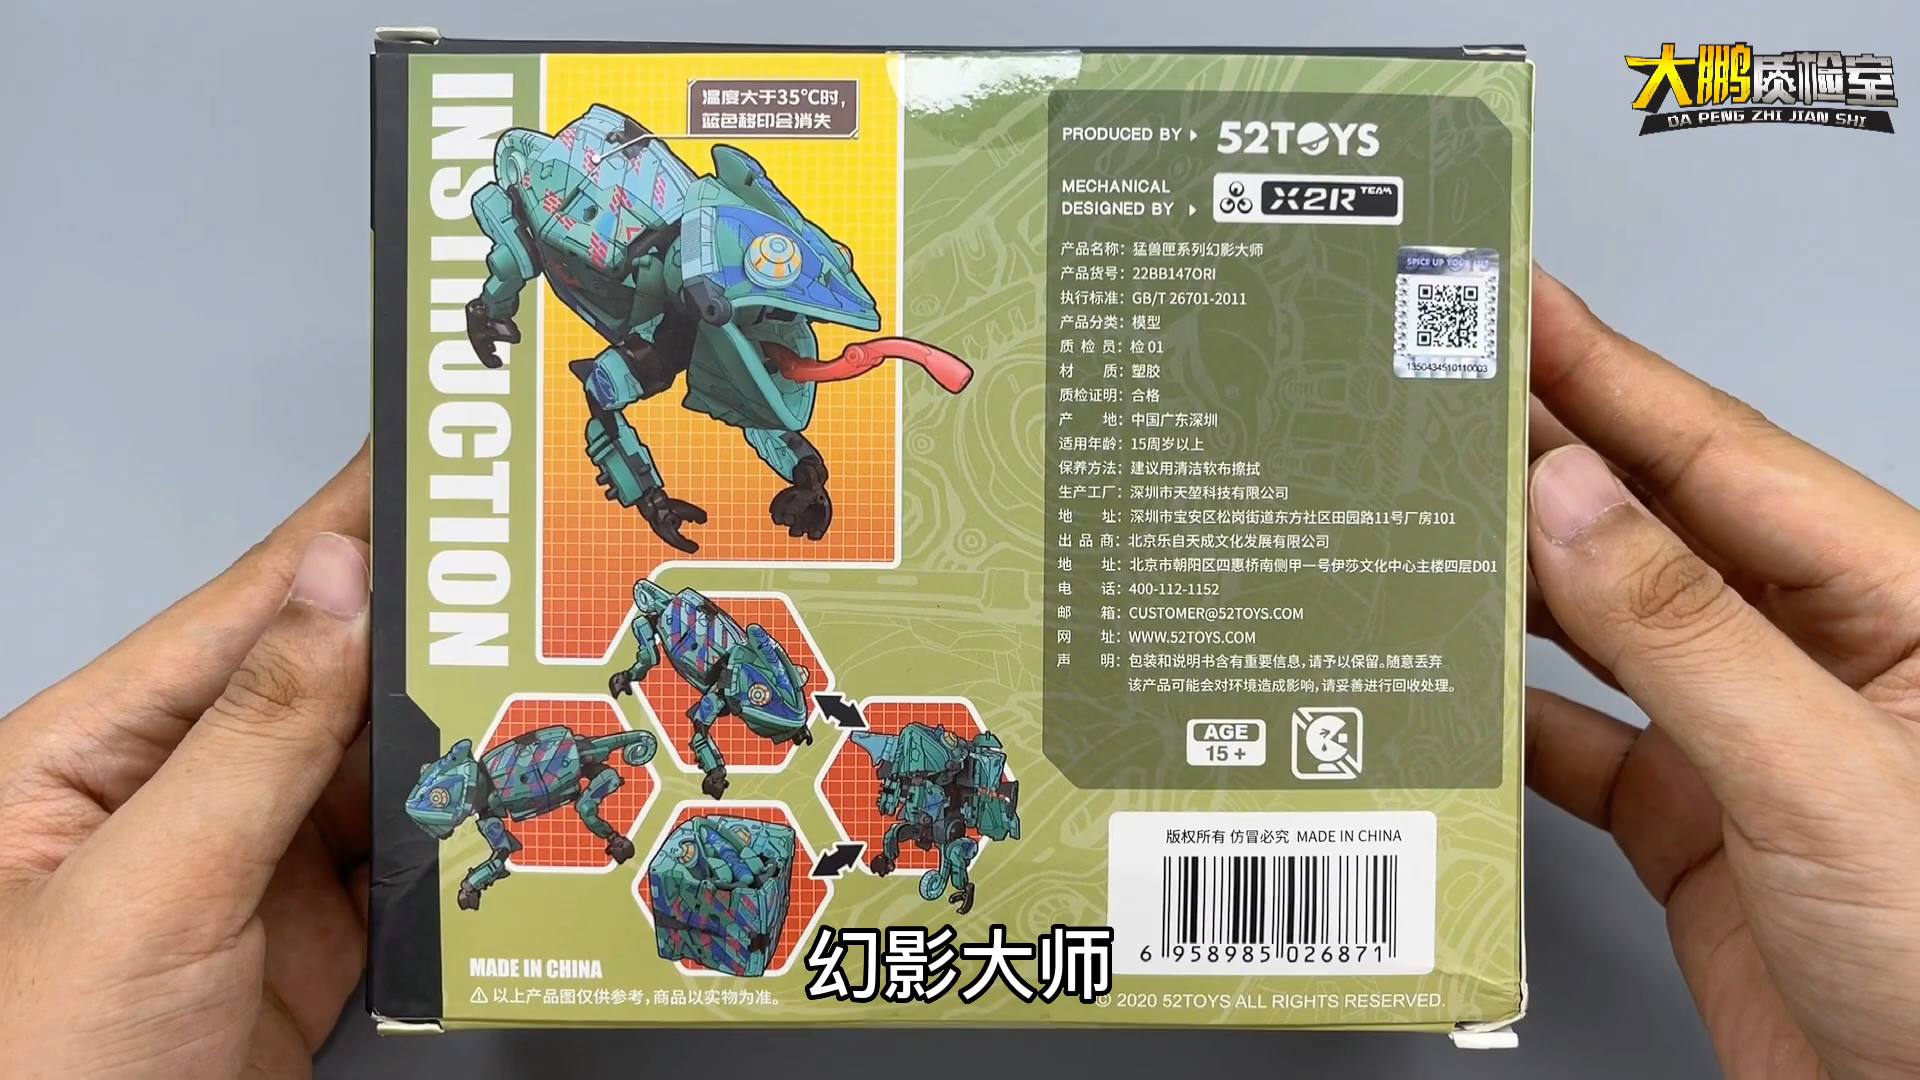 大鹏质检室
DA PENG ZHI JIAN SHI
INSTRUCTION
温度大于35℃时,
蓝色移印会消失
PRODUCED BY 52TOYS
MECHANICAL
DESIGNED BY X2R TEAM
产品名称：猛兽匣系列幻影大师
产品货号：22BB147ORI
执行标准：GB/T 26701-2011
产品分类：模型
质 检 员：检 01
材 质：塑胶
质检证明：合格
产 地：中国广东深圳
适用年龄：15周岁以上
保养方法：建议用清洁软布擦拭
生产工厂：深圳市天堃科技有限公司
地 址：深圳市宝安区松岗街道东方社区田园路11号厂房101
出 品 商：北京乐自天成文化发展有限公司
地 址：北京市朝阳区四惠桥南侧甲一号伊莎文化中心主楼四层D01
电 话：400-112-1152
邮 箱：CUSTOMER@52TOYS.COM
网 址：WWW.52TOYS.COM
声 明：包装和说明书含有重要信息，请予以保留。随意丢弃
该产品可能会对环境造成影响，请妥善进行回收处理。
SPICE UP YOUR LIFE
1350434510110003
AGE
15+
版权所有 仿冒必究 MADE IN CHINA
6 958985 026871
MADE IN CHINA
以上产品图仅供参考，商品以实物为准。
© 2020 52TOYS ALL RIGHTS RESERVED.
幻影大师